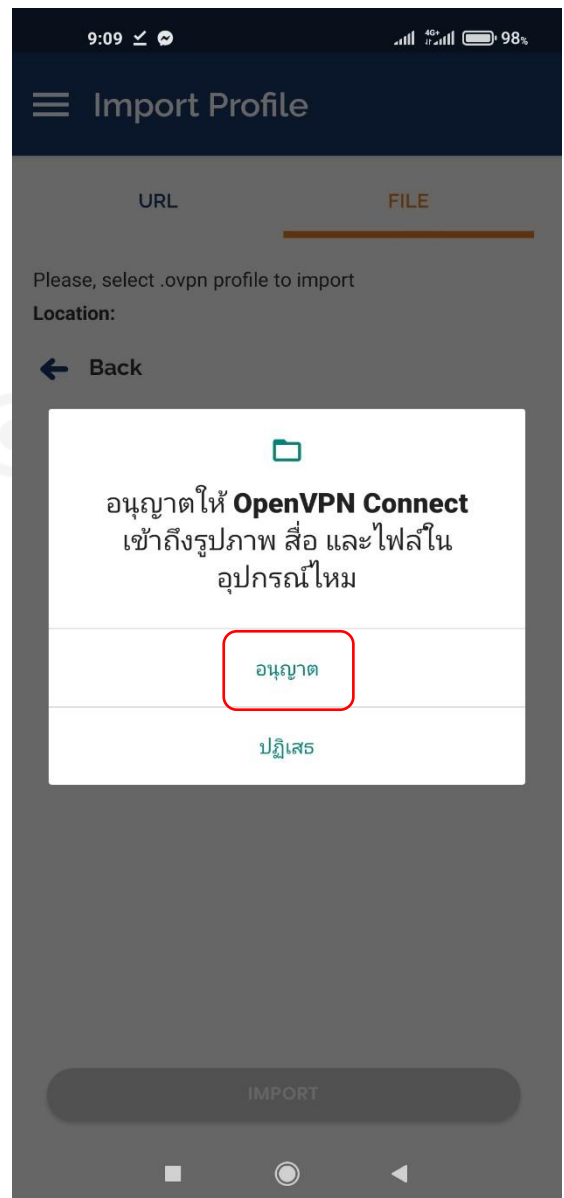 9:09 4G+ 98%
Import Profile
URL FILE
Please, select .ovpn profile to import
Location:
Back
อนุญาตให้ OpenVPN Connect
เข้าถึงรูปภาพ สื่อ และไฟล์ใน
อุปกรณ์ไหม
อนุญาต
ปฏิเสธ
IMPORT